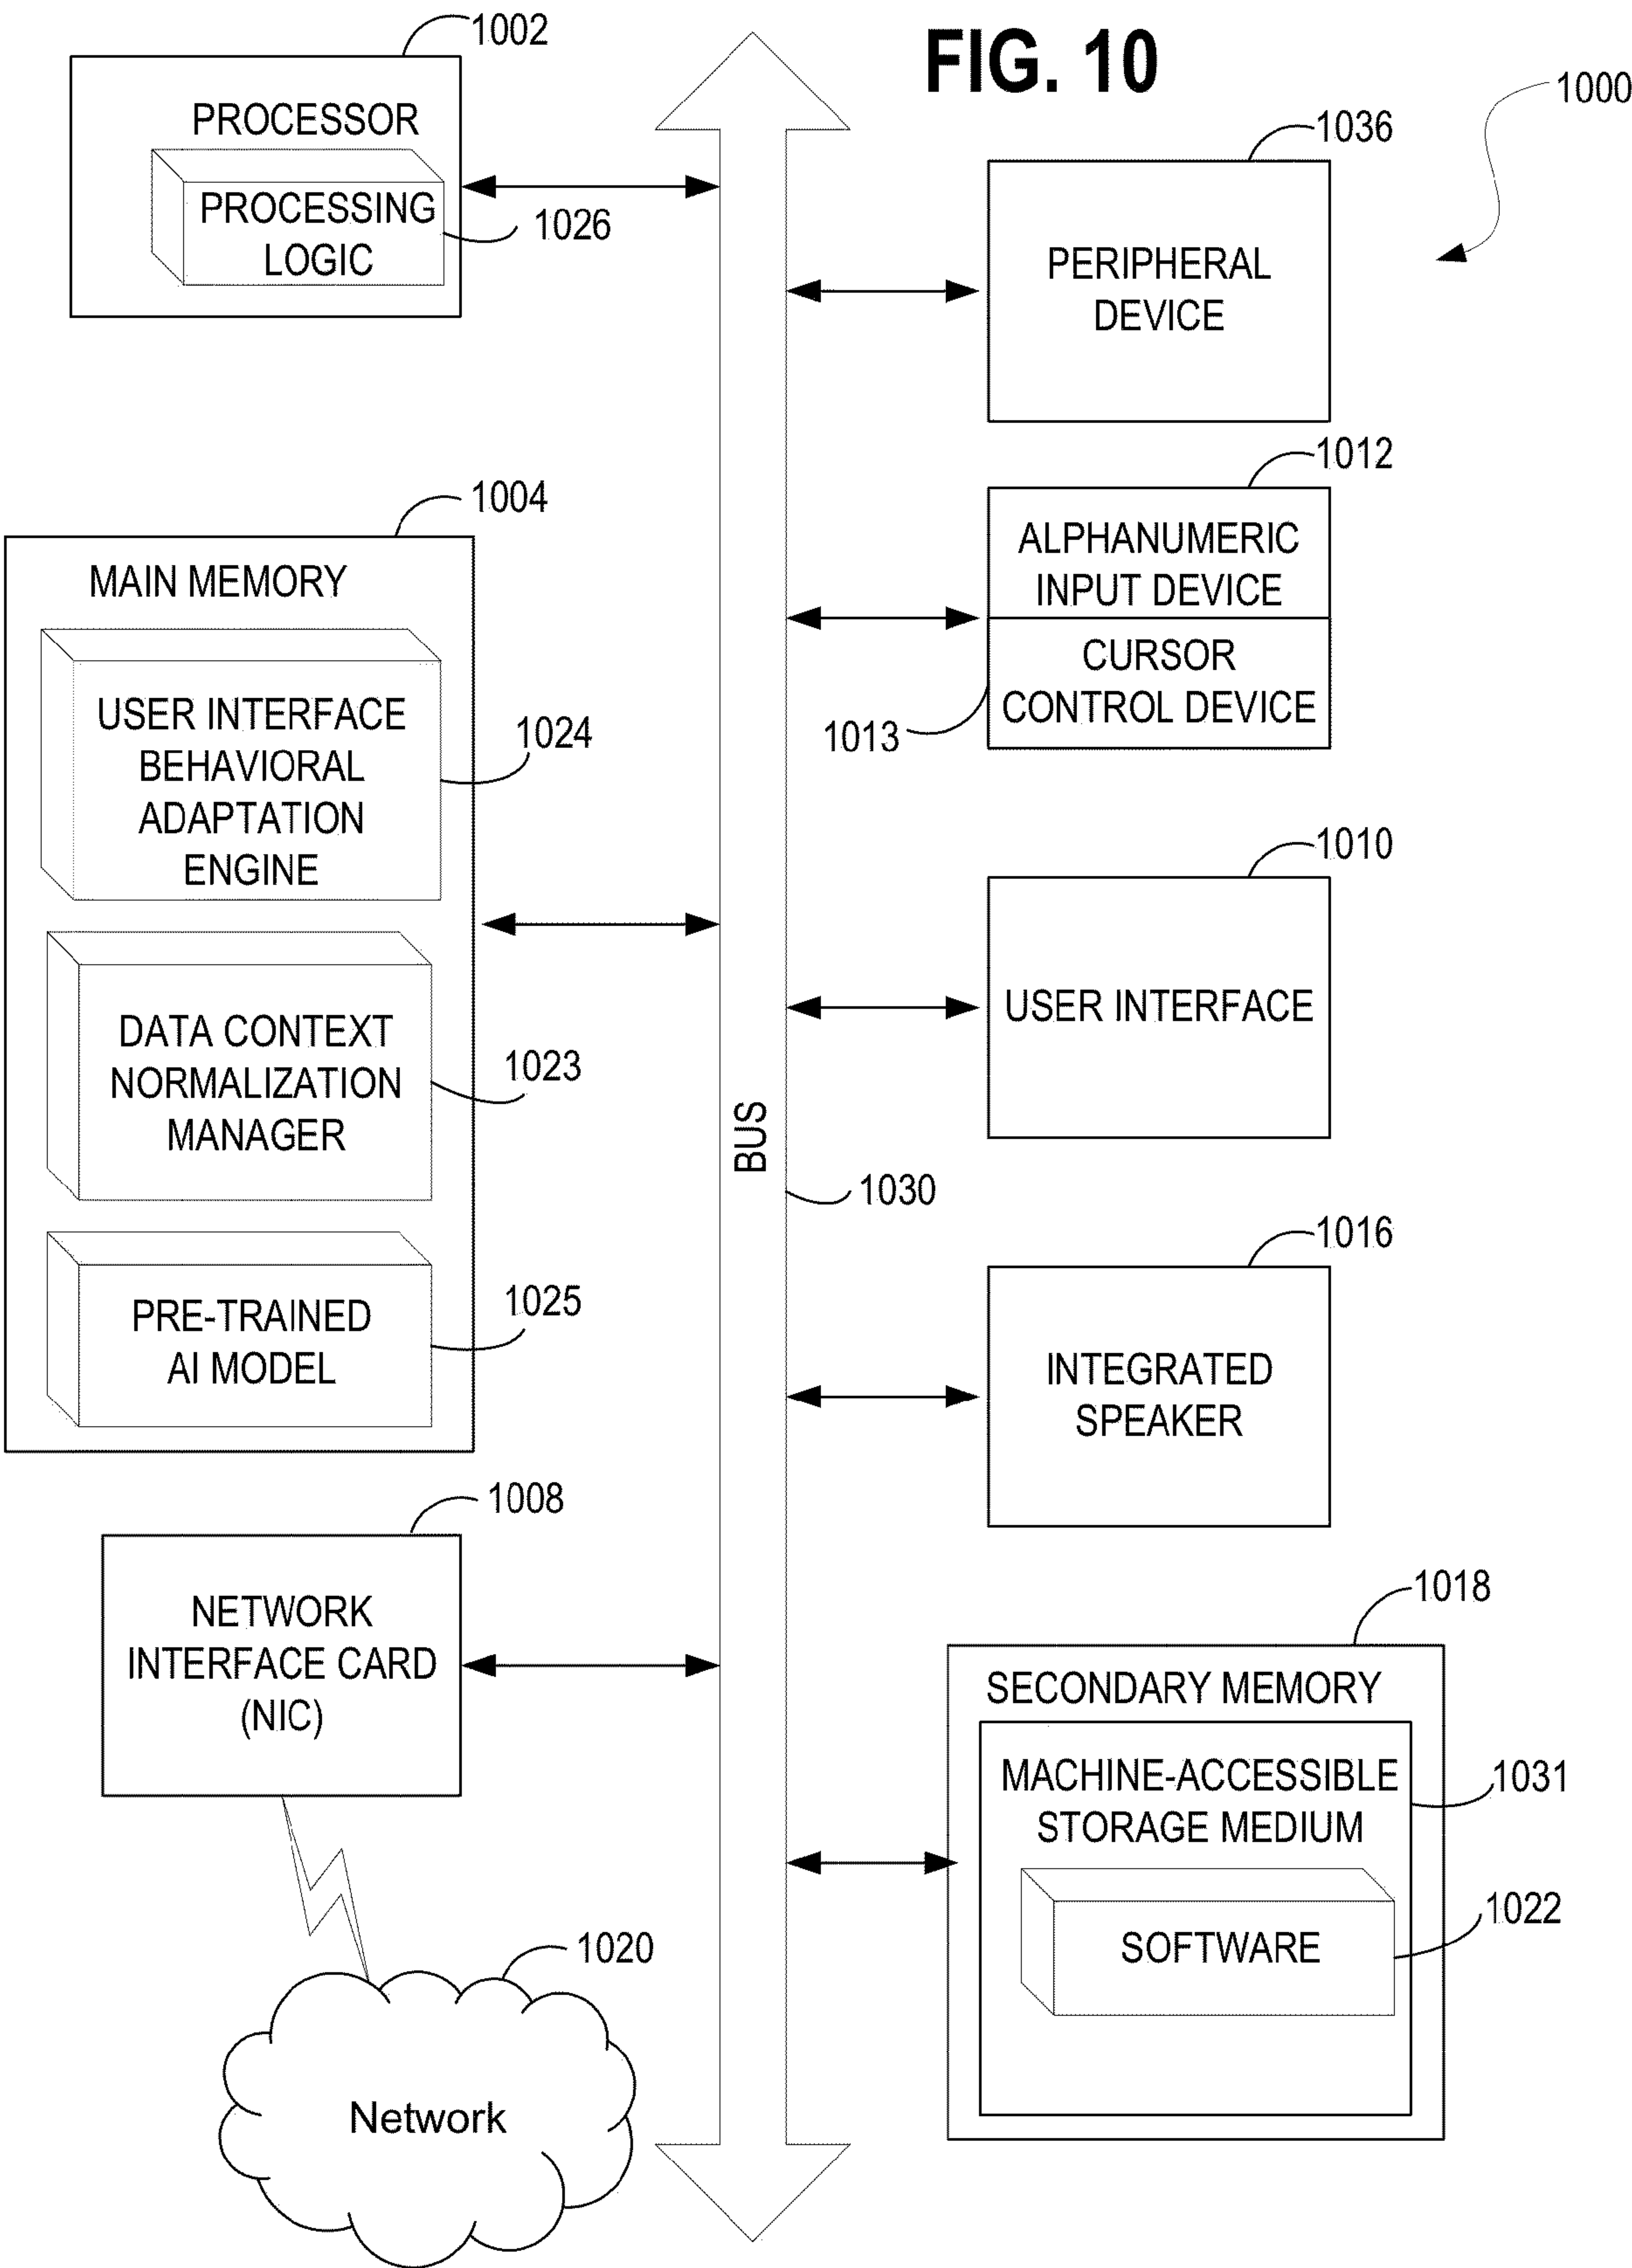 FIG. 10
1000
1002
PROCESSOR
PROCESSING
LOGIC
1026
1004
MAIN MEMORY
USER INTERFACE
BEHAVIORAL
ADAPTATION
ENGINE
1024
DATA CONTEXT
NORMALIZATION
MANAGER
1023
PRE-TRAINED
AI MODEL
1025
1008
NETWORK
INTERFACE CARD
(NIC)
1020
Network
BUS
1030
1036
PERIPHERAL
DEVICE
1012
ALPHANUMERIC
INPUT DEVICE
CURSOR
CONTROL DEVICE
1013
1010
USER INTERFACE
1016
INTEGRATED
SPEAKER
1018
SECONDARY MEMORY
MACHINE-ACCESSIBLE
STORAGE MEDIUM
1031
SOFTWARE
1022